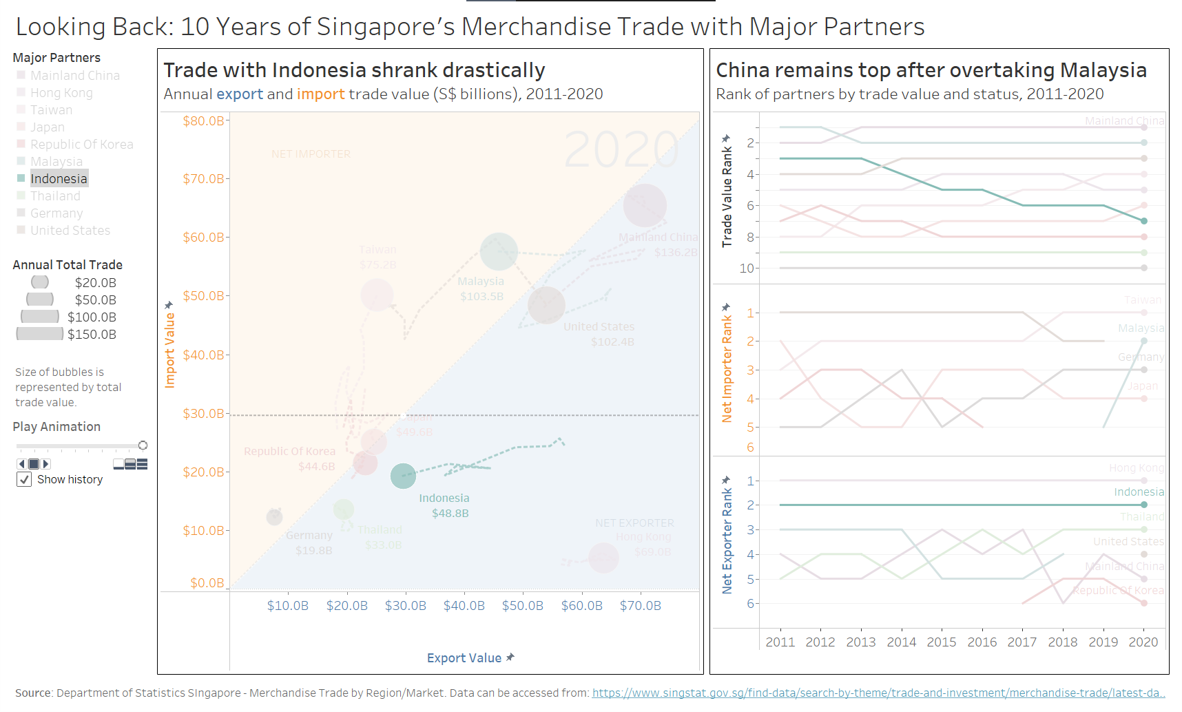 Looking Back: 10 Years of Singapore's Merchandise Trade with Major Partners
Major Partners
Mainland China
Hong Kong
Taiwan
Japan
Republic Of Korea
Malaysia
Indonesia
Thailand
Germany
United States
Annual Total Trade
$20.0B
$50.0B
$100.0B
$150.0B
Size of bubbles is
represented by total
trade value.
Play Animation
Show history
Trade with Indonesia shrank drastically
Annual export and import trade value (S$ billions), 2011-2020
Import Value
$80.0B
$70.0B
$60.0B
$50.0B
$40.0B
$30.0B
$20.0B
$10.0B
$0.0B
2020
NET IMPORTER
Taiwan
$75.2B
Malaysia
$103.5B
Mainland China
$136.2B
United States
$102.4B
$49.6B
Republic Of Korea
$44.6B
Indonesia
$48.8B
Germany
$19.8B
Thailand
$33.0B
NET EXPORTER
Hong Kong
$69.0B
$10.0B $20.0B $30.0B $40.0B $50.0B $60.0B $70.0B
Export Value
China remains top after overtaking Malaysia
Rank of partners by trade value and status, 2011-2020
Trade Value Rank
2
4
6
8
10
Mainland China
Net Importer Rank
1
2
3
4
5
6
Taiwan
Malaysia
Germany
Japan
Net Exporter Rank
1
2
3
4
5
6
Hong Kong
Indonesia
Thailand
United States
Mainland China
Republic Of Korea
2011 2012 2013 2014 2015 2016 2017 2018 2019 2020
Source: Department of Statistics Singapore - Merchandise Trade by Region/Market. Data can be accessed from: https://www.singstat.gov.sg/find-data/search-by-theme/trade-and-investment/merchandise-trade/latest-da..